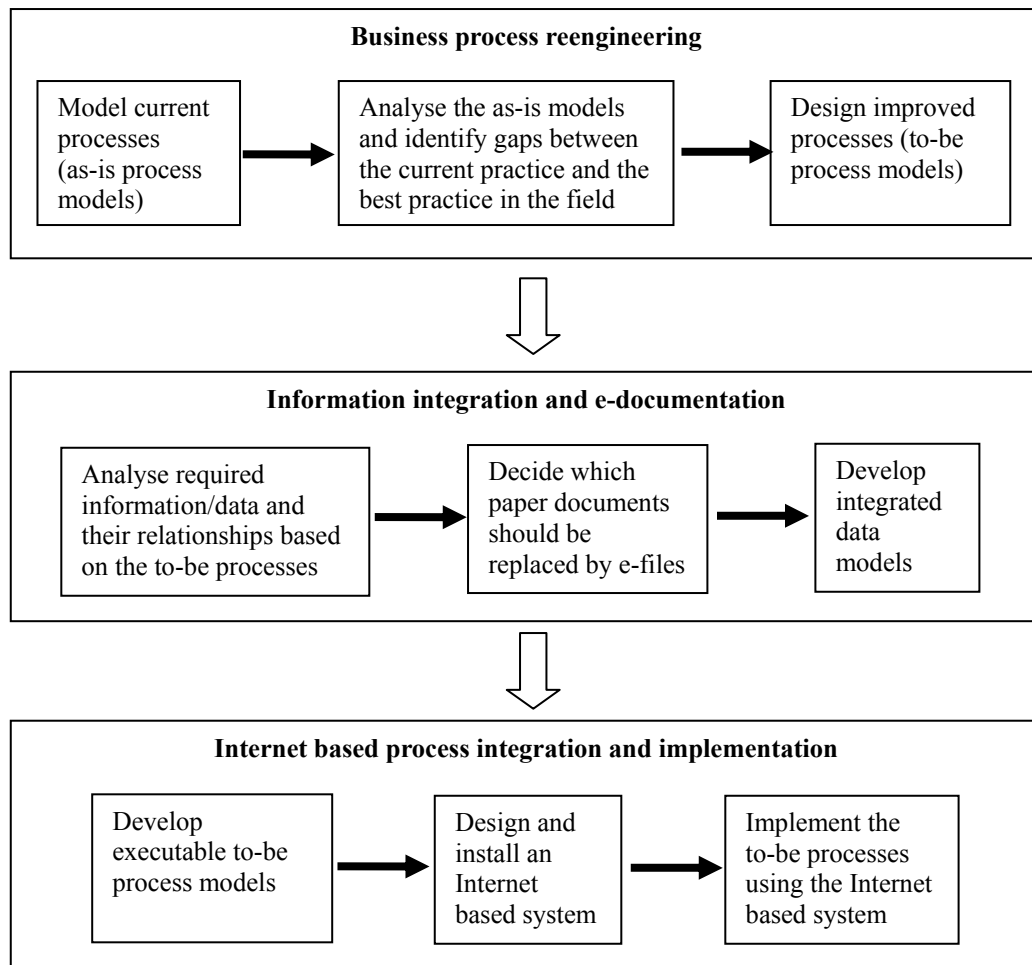 Business process reengineering
Model current
processes
(as-is process
models)
Analyse the as-is models
and identify gaps between
the current practice and the
best practice in the field
Design improved
processes (to-be
process models)
Information integration and e-documentation
Analyse required
information/data and
their relationships based
on the to-be processes
Decide which
paper documents
should be
replaced by e-files
Develop
integrated
data
models
Internet based process integration and implementation
Develop
executable to-be
process models
Design and
install an
Internet
based system
Implement the
to-be processes
using the Internet
based system